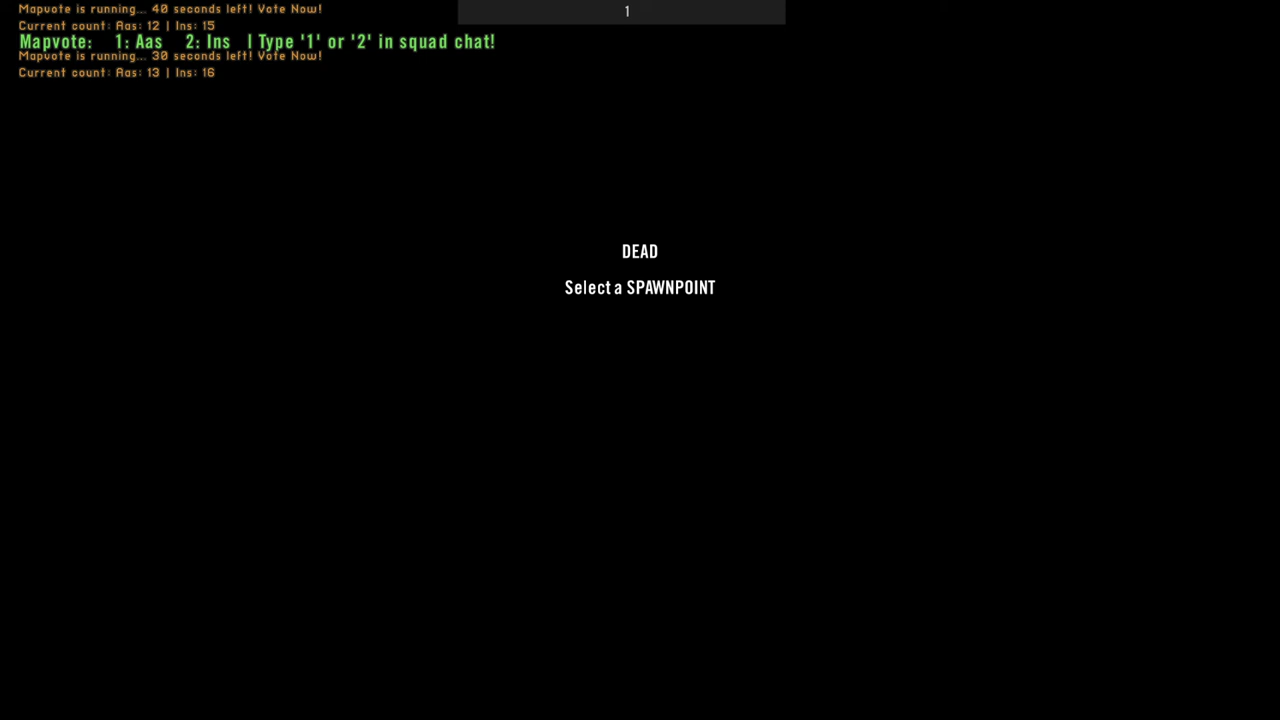 Mapvote is running... 40 seconds left! Vote Now!
1
Current count: Aas: 12 | Ins: 15
Mapvote: 1: Aas 2: Ins | Type '1' or '2' in squad chat!
Mapvote is running... 30 seconds left! Vote Now!
Current count: Aas: 13 | Ins: 16
DEAD
Select a SPAWNPOINT